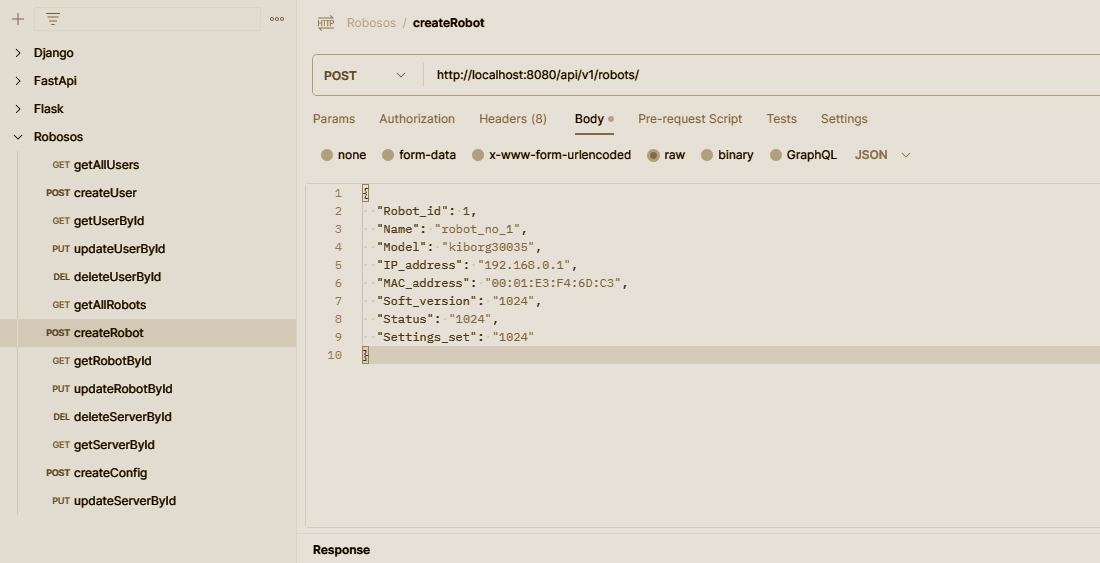 Django
FastApi
Flask
Robosos
GET getAllUsers
POST createUser
GET getUserById
PUT updateUserById
DEL deleteUserById
GET getAllRobots
POST createRobot
GET getRobotById
PUT updateRobotById
DEL deleteServerById
GET getServerById
POST createConfig
PUT updateServerById
HTTP Robosos / createRobot
POST http://localhost:8080/api/v1/robots/
Params Authorization Headers (8) Body Pre-request Script Tests Settings
none form-data x-www-form-urlencoded raw binary GraphQL JSON
1 {
2 "Robot_id": 1,
3 "Name": "robot_no_1",
4 "Model": "kiborg30035",
5 "IP_address": "192.168.0.1",
6 "MAC_address": "00:01:E3:F4:6D:C3",
7 "Soft_version": "1024",
8 "Status": "1024",
9 "Settings_set": "1024"
10 }
Response